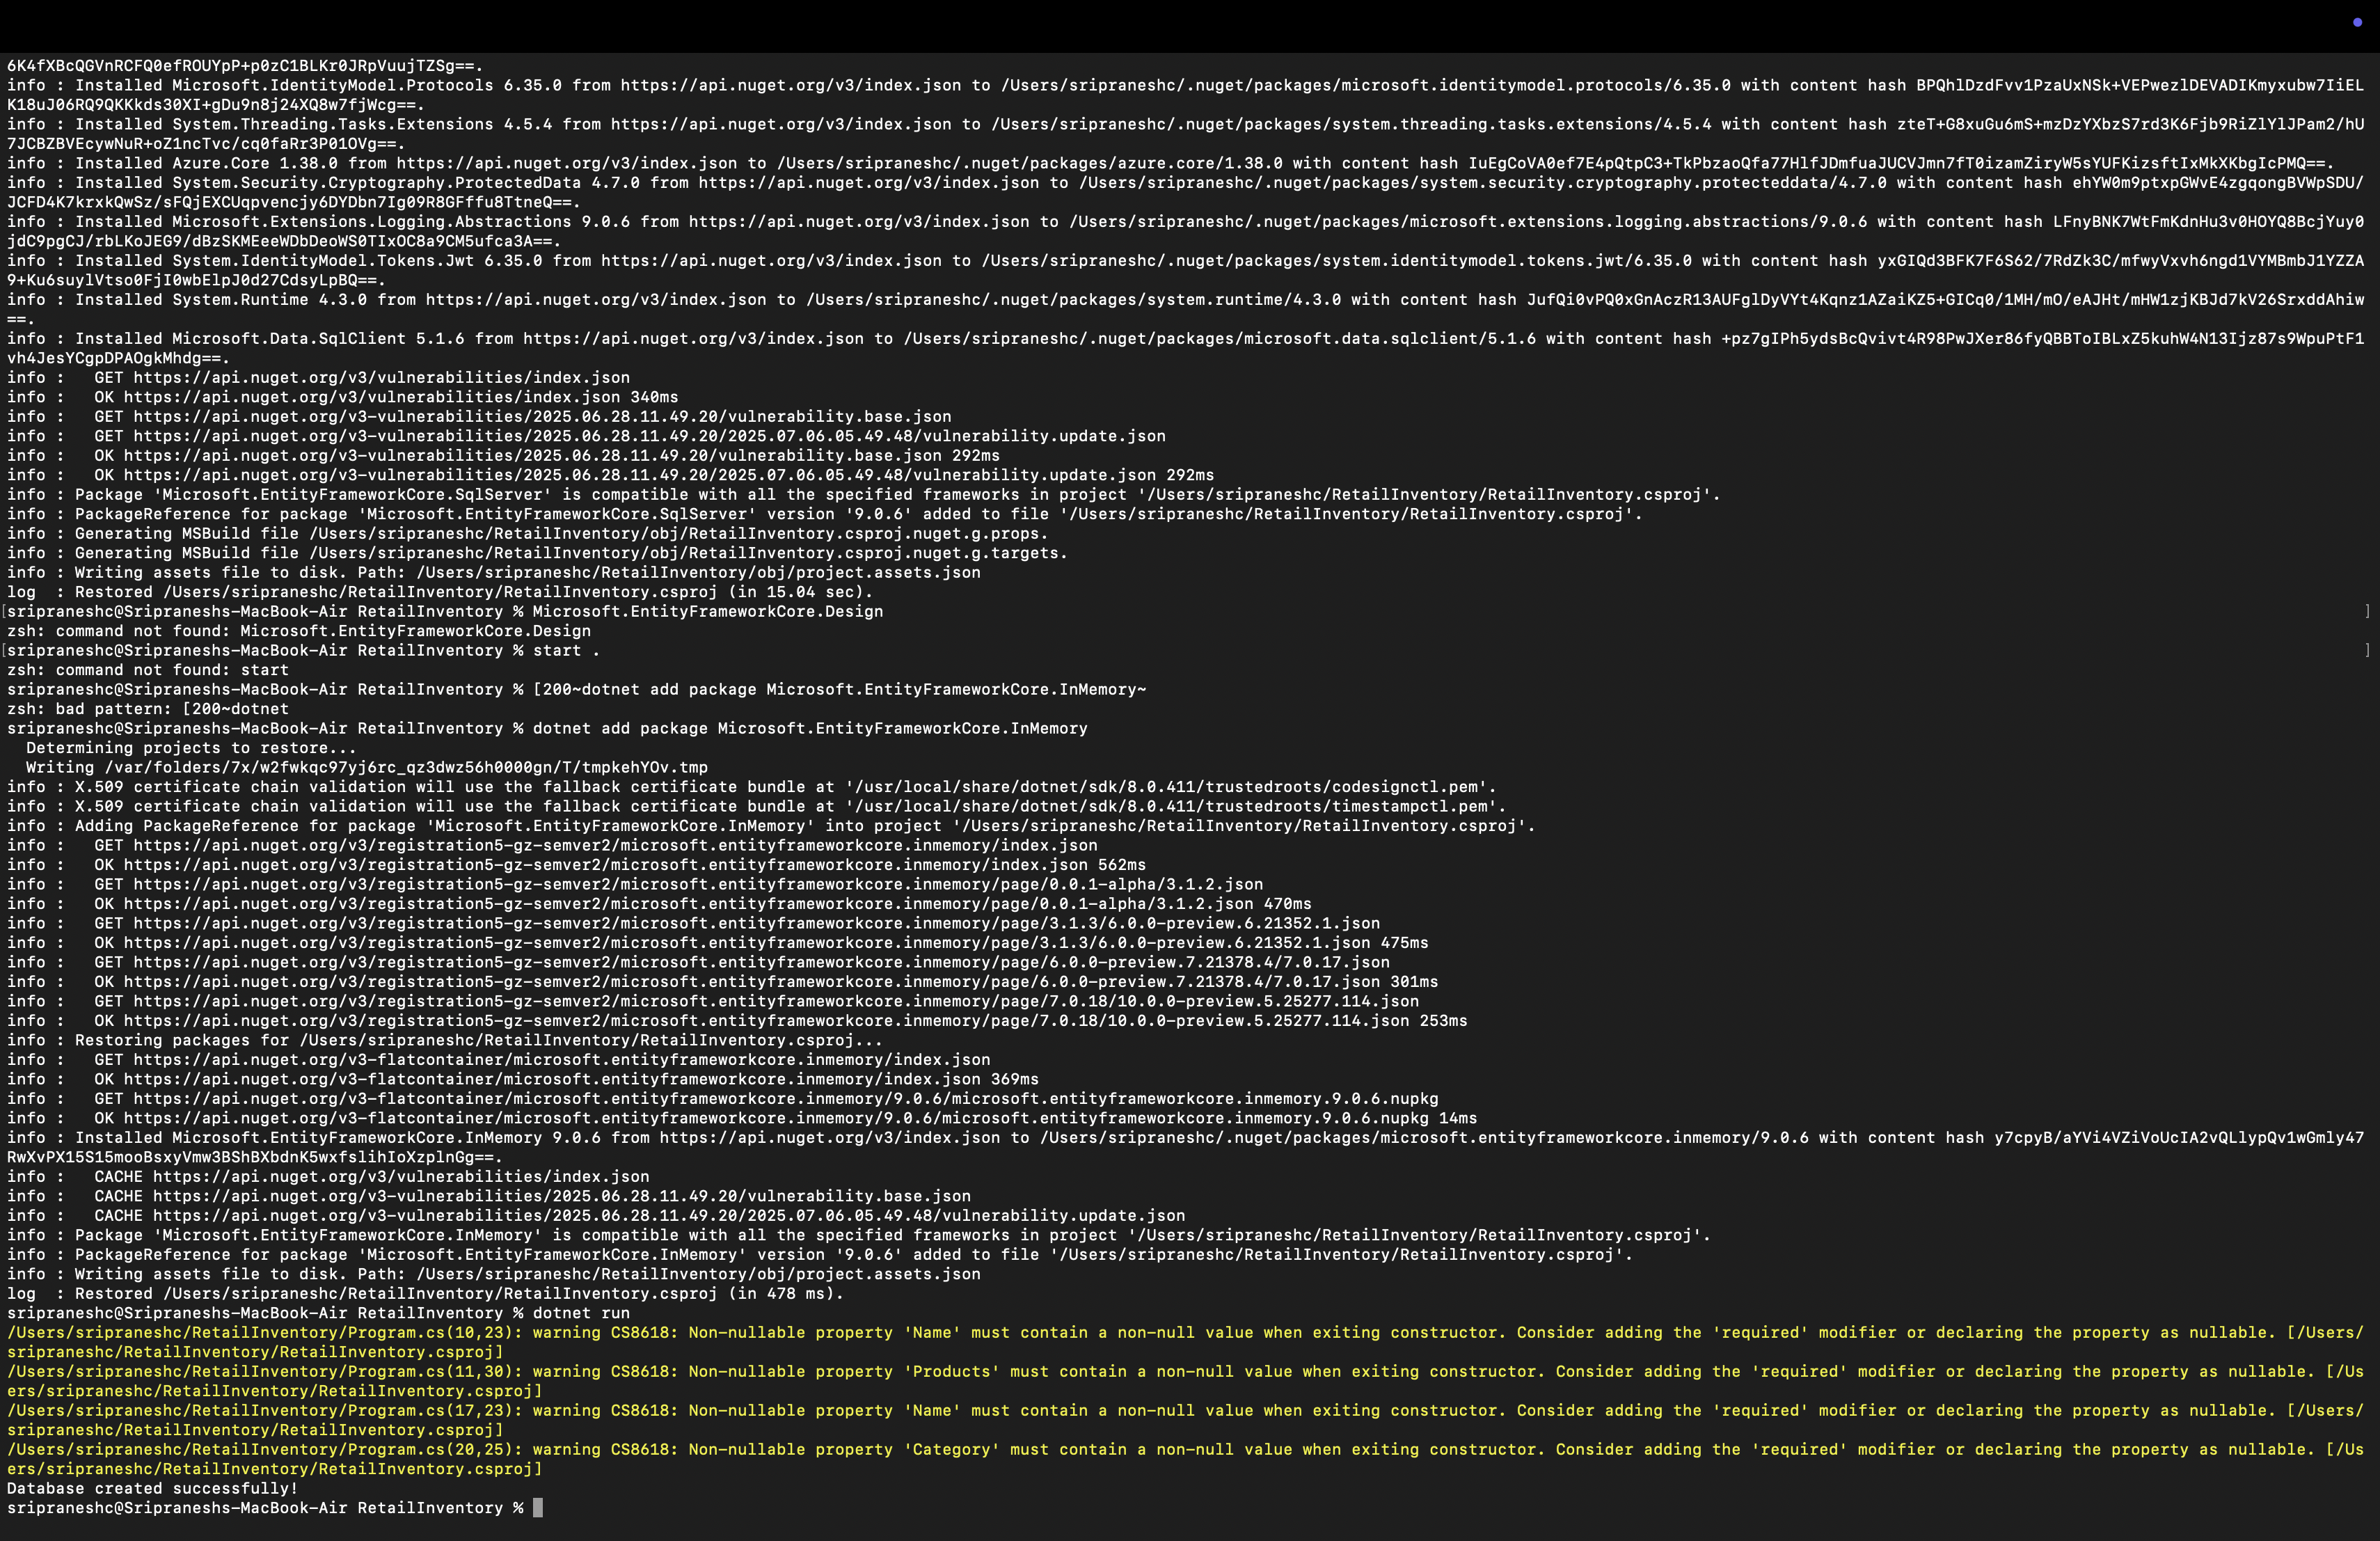 6K4fXBcQGVnRCFQ0efROUYpP+p0zC1BLKr0JRpVuujTZSg==.
info : Installed Microsoft.IdentityModel.Protocols 6.35.0 from https://api.nuget.org/v3/index.json to /Users/sripraneshc/.nuget/packages/microsoft.identitymodel.protocols/6.35.0 with content hash BPQhlDzdFvv1PzaUxNSk+VEPwezlDEVADIKmyxubw7IiEL
K18uJ06RQ9QKKkds30XI+gDu9n8j24XQ8w7fjWcg==.
info : Installed System.Threading.Tasks.Extensions 4.5.4 from https://api.nuget.org/v3/index.json to /Users/sripraneshc/.nuget/packages/system.threading.tasks.extensions/4.5.4 with content hash zteT+G8xuGu6mS+mzDzYXbzS7rd3K6Fjb9RiZlYlJPam2/hU
7JCBZBVEcywNuR+oZ1ncTvc/cq0faRr3P01OVg==.
info : Installed Azure.Core 1.38.0 from https://api.nuget.org/v3/index.json to /Users/sripraneshc/.nuget/packages/azure.core/1.38.0 with content hash IuEgCoVA0ef7E4pQtpC3+TkPbzaoQfa77HlfJDmfuaJUCVJmn7fT0izamZiryW5sYUFKizsftIxMkXKbgIcPMQ==.
info : Installed System.Security.Cryptography.ProtectedData 4.7.0 from https://api.nuget.org/v3/index.json to /Users/sripraneshc/.nuget/packages/system.security.cryptography.protecteddata/4.7.0 with content hash ehYW0m9ptxpGWvE4zgqongBVWpSDU/
JCFD4K7krxkQwSz/sFQjEXCUqpvencjy6DYDbn7Ig09R8GFffu8TtneQ==.
info : Installed Microsoft.Extensions.Logging.Abstractions 9.0.6 from https://api.nuget.org/v3/index.json to /Users/sripraneshc/.nuget/packages/microsoft.extensions.logging.abstractions/9.0.6 with content hash LFnyBNK7WtFmKdnHu3v0HOYQ8BcjYuy0
jdC9pgCJ/rbLKoJEG9/dBzSKMEeeWDbDeoWS0TIxOC8a9CM5ufca3A==.
info : Installed System.IdentityModel.Tokens.Jwt 6.35.0 from https://api.nuget.org/v3/index.json to /Users/sripraneshc/.nuget/packages/system.identitymodel.tokens.jwt/6.35.0 with content hash yxGIQd3BFK7F6S62/7RdZk3C/mfwyVxvh6ngd1VYMBmbJ1YZZA
9+Ku6suylVtso0FjI0wbElpJ0d27CdsyLpBQ==.
info : Installed System.Runtime 4.3.0 from https://api.nuget.org/v3/index.json to /Users/sripraneshc/.nuget/packages/system.runtime/4.3.0 with content hash JufQi0vPQ0xGnAczR13AUFglDyVYt4Kqnz1AZaiKZ5+GICq0/1MH/mO/eAJHt/mHW1zjKBJd7kV26SrxddAhiw
==.
info : Installed Microsoft.Data.SqlClient 5.1.6 from https://api.nuget.org/v3/index.json to /Users/sripraneshc/.nuget/packages/microsoft.data.sqlclient/5.1.6 with content hash +pz7gIPh5ydsBcQvivt4R98PwJXer86fyQBBToIBLxZ5kuhW4N13Ijz87s9WpuPtF1
vh4JesYCgpDPAOgkMhdg==.
info :   GET https://api.nuget.org/v3/vulnerabilities/index.json
info :   OK https://api.nuget.org/v3/vulnerabilities/index.json 340ms
info :   GET https://api.nuget.org/v3-vulnerabilities/2025.06.28.11.49.20/vulnerability.base.json
info :   GET https://api.nuget.org/v3-vulnerabilities/2025.06.28.11.49.20/2025.07.06.05.49.48/vulnerability.update.json
info :   OK https://api.nuget.org/v3-vulnerabilities/2025.06.28.11.49.20/vulnerability.base.json 292ms
info :   OK https://api.nuget.org/v3-vulnerabilities/2025.06.28.11.49.20/2025.07.06.05.49.48/vulnerability.update.json 292ms
info : Package 'Microsoft.EntityFrameworkCore.SqlServer' is compatible with all the specified frameworks in project '/Users/sripraneshc/RetailInventory/RetailInventory.csproj'.
info : PackageReference for package 'Microsoft.EntityFrameworkCore.SqlServer' version '9.0.6' added to file '/Users/sripraneshc/RetailInventory/RetailInventory.csproj'.
info : Generating MSBuild file /Users/sripraneshc/RetailInventory/obj/RetailInventory.csproj.nuget.g.props.
info : Generating MSBuild file /Users/sripraneshc/RetailInventory/obj/RetailInventory.csproj.nuget.g.targets.
info : Writing assets file to disk. Path: /Users/sripraneshc/RetailInventory/obj/project.assets.json
log  : Restored /Users/sripraneshc/RetailInventory/RetailInventory.csproj (in 15.04 sec).
[sripraneshc@Sripraneshs-MacBook-Air RetailInventory % Microsoft.EntityFrameworkCore.Design ]
zsh: command not found: Microsoft.EntityFrameworkCore.Design
[sripraneshc@Sripraneshs-MacBook-Air RetailInventory % start . ]
zsh: command not found: start
sripraneshc@Sripraneshs-MacBook-Air RetailInventory % [200~dotnet add package Microsoft.EntityFrameworkCore.InMemory~
zsh: bad pattern: [200~dotnet
sripraneshc@Sripraneshs-MacBook-Air RetailInventory % dotnet add package Microsoft.EntityFrameworkCore.InMemory
  Determining projects to restore...
  Writing /var/folders/7x/w2fwkqc97yj6rc_qz3dwz56h0000gn/T/tmpkehYOv.tmp
info : X.509 certificate chain validation will use the fallback certificate bundle at '/usr/local/share/dotnet/sdk/8.0.411/trustedroots/codesignctl.pem'.
info : X.509 certificate chain validation will use the fallback certificate bundle at '/usr/local/share/dotnet/sdk/8.0.411/trustedroots/timestampctl.pem'.
info : Adding PackageReference for package 'Microsoft.EntityFrameworkCore.InMemory' into project '/Users/sripraneshc/RetailInventory/RetailInventory.csproj'.
info :   GET https://api.nuget.org/v3/registration5-gz-semver2/microsoft.entityframeworkcore.inmemory/index.json
info :   OK https://api.nuget.org/v3/registration5-gz-semver2/microsoft.entityframeworkcore.inmemory/index.json 562ms
info :   GET https://api.nuget.org/v3/registration5-gz-semver2/microsoft.entityframeworkcore.inmemory/page/0.0.1-alpha/3.1.2.json
info :   OK https://api.nuget.org/v3/registration5-gz-semver2/microsoft.entityframeworkcore.inmemory/page/0.0.1-alpha/3.1.2.json 470ms
info :   GET https://api.nuget.org/v3/registration5-gz-semver2/microsoft.entityframeworkcore.inmemory/page/3.1.3/6.0.0-preview.6.21352.1.json
info :   OK https://api.nuget.org/v3/registration5-gz-semver2/microsoft.entityframeworkcore.inmemory/page/3.1.3/6.0.0-preview.6.21352.1.json 475ms
info :   GET https://api.nuget.org/v3/registration5-gz-semver2/microsoft.entityframeworkcore.inmemory/page/6.0.0-preview.7.21378.4/7.0.17.json
info :   OK https://api.nuget.org/v3/registration5-gz-semver2/microsoft.entityframeworkcore.inmemory/page/6.0.0-preview.7.21378.4/7.0.17.json 301ms
info :   GET https://api.nuget.org/v3/registration5-gz-semver2/microsoft.entityframeworkcore.inmemory/page/7.0.18/10.0.0-preview.5.25277.114.json
info :   OK https://api.nuget.org/v3/registration5-gz-semver2/microsoft.entityframeworkcore.inmemory/page/7.0.18/10.0.0-preview.5.25277.114.json 253ms
info : Restoring packages for /Users/sripraneshc/RetailInventory/RetailInventory.csproj...
info :   GET https://api.nuget.org/v3-flatcontainer/microsoft.entityframeworkcore.inmemory/index.json
info :   OK https://api.nuget.org/v3-flatcontainer/microsoft.entityframeworkcore.inmemory/index.json 369ms
info :   GET https://api.nuget.org/v3-flatcontainer/microsoft.entityframeworkcore.inmemory/9.0.6/microsoft.entityframeworkcore.inmemory.9.0.6.nupkg
info :   OK https://api.nuget.org/v3-flatcontainer/microsoft.entityframeworkcore.inmemory/9.0.6/microsoft.entityframeworkcore.inmemory.9.0.6.nupkg 14ms
info : Installed Microsoft.EntityFrameworkCore.InMemory 9.0.6 from https://api.nuget.org/v3/index.json to /Users/sripraneshc/.nuget/packages/microsoft.entityframeworkcore.inmemory/9.0.6 with content hash y7cpyB/aYVi4VZiVoUcIA2vQLlypQv1wGmly47
RwXvPX15S15mooBsxyVmw3BShBXbdnK5wxfslihIoXzplnGg==.
info :   CACHE https://api.nuget.org/v3/vulnerabilities/index.json
info :   CACHE https://api.nuget.org/v3-vulnerabilities/2025.06.28.11.49.20/vulnerability.base.json
info :   CACHE https://api.nuget.org/v3-vulnerabilities/2025.06.28.11.49.20/2025.07.06.05.49.48/vulnerability.update.json
info : Package 'Microsoft.EntityFrameworkCore.InMemory' is compatible with all the specified frameworks in project '/Users/sripraneshc/RetailInventory/RetailInventory.csproj'.
info : PackageReference for package 'Microsoft.EntityFrameworkCore.InMemory' version '9.0.6' added to file '/Users/sripraneshc/RetailInventory/RetailInventory.csproj'.
info : Writing assets file to disk. Path: /Users/sripraneshc/RetailInventory/obj/project.assets.json
log  : Restored /Users/sripraneshc/RetailInventory/RetailInventory.csproj (in 478 ms).
sripraneshc@Sripraneshs-MacBook-Air RetailInventory % dotnet run
/Users/sripraneshc/RetailInventory/Program.cs(10,23): warning CS8618: Non-nullable property 'Name' must contain a non-null value when exiting constructor. Consider adding the 'required' modifier or declaring the property as nullable. [/Users/
sripraneshc/RetailInventory/RetailInventory.csproj]
/Users/sripraneshc/RetailInventory/Program.cs(11,30): warning CS8618: Non-nullable property 'Products' must contain a non-null value when exiting constructor. Consider adding the 'required' modifier or declaring the property as nullable. [/Us
ers/sripraneshc/RetailInventory/RetailInventory.csproj]
/Users/sripraneshc/RetailInventory/Program.cs(17,23): warning CS8618: Non-nullable property 'Name' must contain a non-null value when exiting constructor. Consider adding the 'required' modifier or declaring the property as nullable. [/Users/
sripraneshc/RetailInventory/RetailInventory.csproj]
/Users/sripraneshc/RetailInventory/Program.cs(20,25): warning CS8618: Non-nullable property 'Category' must contain a non-null value when exiting constructor. Consider adding the 'required' modifier or declaring the property as nullable. [/Us
ers/sripraneshc/RetailInventory/RetailInventory.csproj]
Database created successfully!
sripraneshc@Sripraneshs-MacBook-Air RetailInventory %